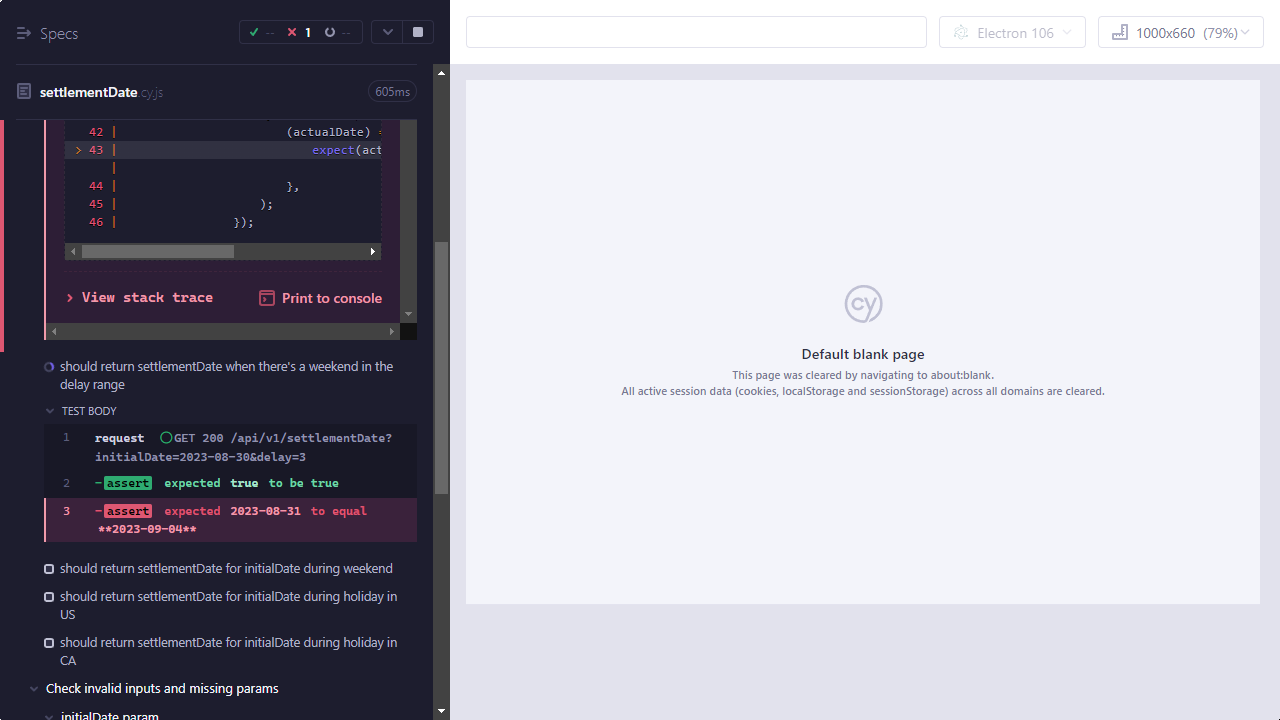 Specs
-- 1 --
Electron 106
1000x660 (79%)
settlementDate.cy.js
605ms
42 | (actualDate) =
> 43 | expect(act
|
44 | },
45 | );
46 | });
View stack trace
Print to console
should return settlementDate when there's a weekend in the
delay range
TEST BODY
1 request GET 200 /api/v1/settlementDate?
initialDate=2023-08-30&delay=3
2 -assert expected true to be true
3 -assert expected 2023-08-31 to equal
**2023-09-04**
should return settlementDate for initialDate during weekend
should return settlementDate for initialDate during holiday in
US
should return settlementDate for initialDate during holiday in
CA
Check invalid inputs and missing params
initialDate param
cy
Default blank page
This page was cleared by navigating to about:blank.
All active session data (cookies, localStorage and sessionStorage) across all domains are cleared.